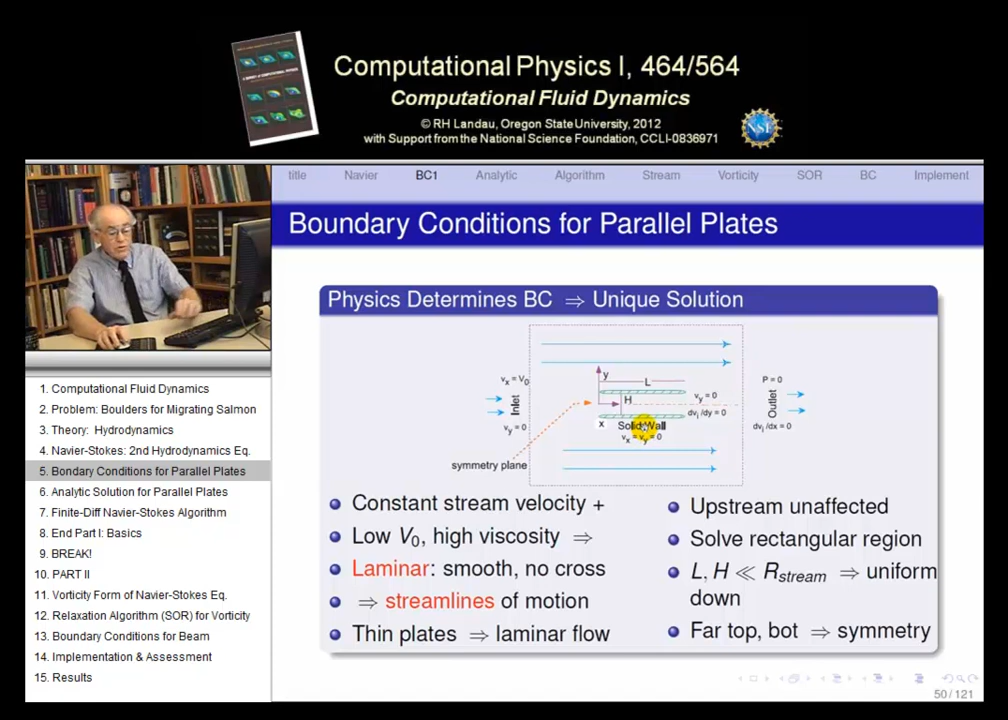 Computational Physics I, 464/564
Computational Fluid Dynamics
© RH Landau, Oregon State University, 2012
with Support from the National Science Foundation, CCLI-0836971
NSF
title Navier BC1 Analytic Algorithm Stream Vorticity SOR BC Implement
Boundary Conditions for Parallel Plates
Physics Determines BC ⇒ Unique Solution
y
L
vx = V0
Inlet
vy = 0
H
x
Solid Wall
vx = vy = 0
vy = 0
dvi/dy = 0
P = 0
Outlet
dvi/dx = 0
symmetry plane
Constant stream velocity +
Low V0, high viscosity ⇒
Laminar: smooth, no cross
⇒ streamlines of motion
Thin plates ⇒ laminar flow
Upstream unaffected
Solve rectangular region
L, H ≪ Rstream ⇒ uniform
down
Far top, bot ⇒ symmetry
50 / 121
1. Computational Fluid Dynamics
2. Problem: Boulders for Migrating Salmon
3. Theory: Hydrodynamics
4. Navier-Stokes: 2nd Hydrodynamics Eq.
5. Bondary Conditions for Parallel Plates
6. Analytic Solution for Parallel Plates
7. Finite-Diff Navier-Stokes Algorithm
8. End Part I: Basics
9. BREAK!
10. PART II
11. Vorticity Form of Navier-Stokes Eq.
12. Relaxation Algorithm (SOR) for Vorticity
13. Boundary Conditions for Beam
14. Implementation & Assessment
15. Results